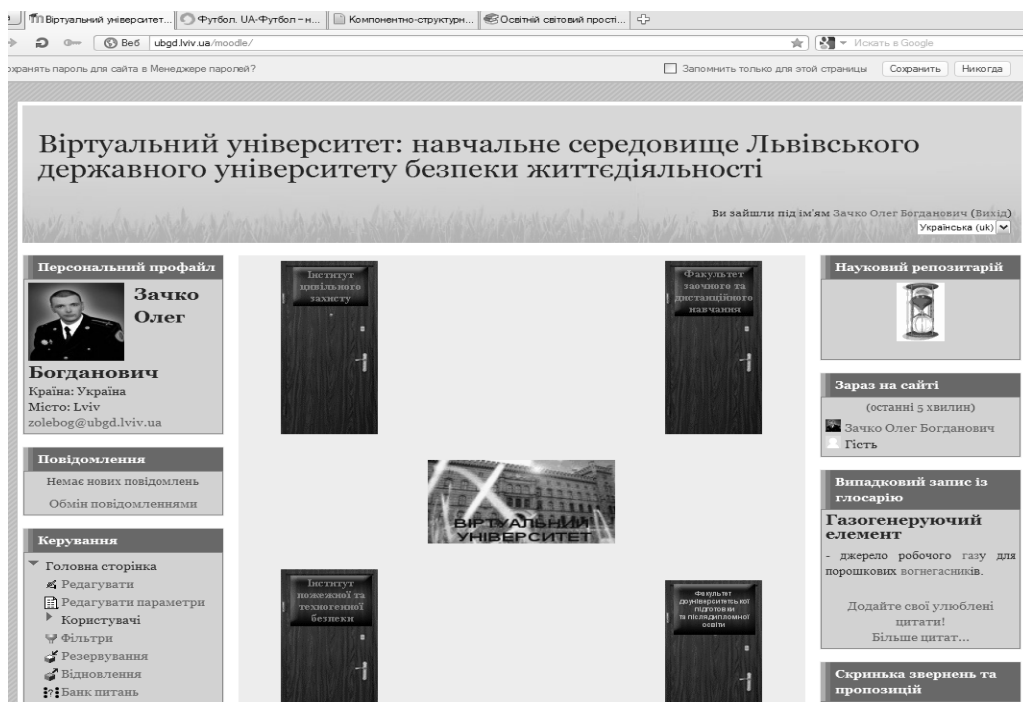 Віртуальний університет...
Футбол. UA-Футбол – н...
Компонентно-структурн...
Освітній світовий прості...
Веб
ubgd.lviv.ua/moodle/
Искать в Google
охранять пароль для сайта в Менеджере паролей?
Запомнить только для этой страницы
Сохранить
Никогда
Віртуальний університет: навчальне середовище Львівського
державного університету безпеки життєдіяльності
Ви зайшли під ім'ям Зачко Олег Богданович (Вихід)
Українська (uk)
Персональний профайл
Зачко
Олег
Богданович
Країна: Україна
Місто: Lviv
zolebog@ubgd.lviv.ua
Повідомлення
Немає нових повідомлень
Обмін повідомленнями
Керування
Головна сторінка
Редагувати
Редагувати параметри
Користувачі
Фільтри
Резервування
Відновлення
Банк питань
Інститут
цивільного
захисту
Факультет
заочного та
дистанційного
навчання
ВІРТУАЛЬНИЙ
УНІВЕРСИТЕТ
Інститут
пожежної та
техногенної
безпеки
Факультет
доуніверситетської
підготовки
та післядипломної
освіти
Науковий репозитарій
Зараз на сайті
(останні 5 хвилин)
Зачко Олег Богданович
Гість
Випадковий запис із
глосарію
Газогенеруючий
елемент
- джерело робочого газу для
порошкових вогнегасників.
Додайте свої улюблені
цитати!
Більше цитат...
Скринька звернень та
пропозицій